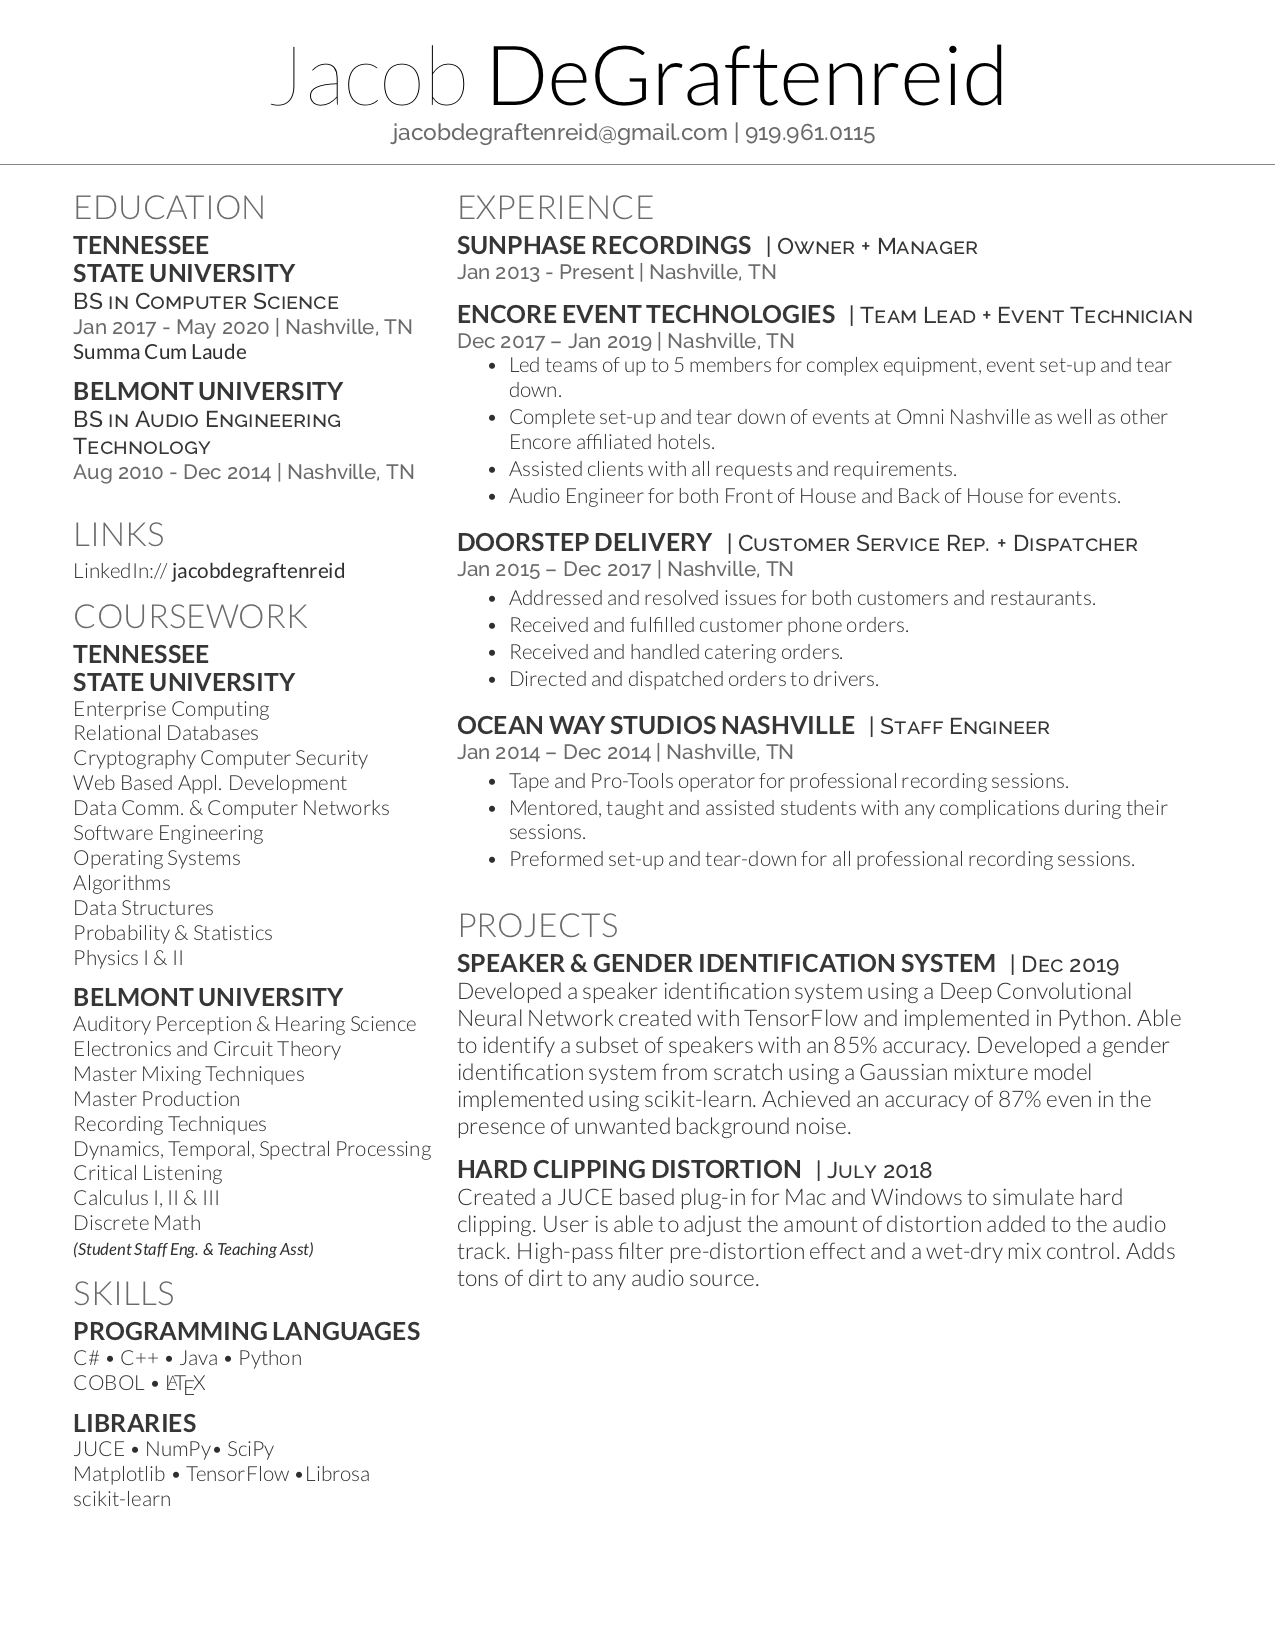 Jacob DeGraftenreid
jacobdegraftenreid@gmail.com | 919.961.0115
EDUCATION
TENNESSEE
STATE UNIVERSITY
BS in Computer Science
Jan 2017 - May 2020 | Nashville, TN
Summa Cum Laude
BELMONT UNIVERSITY
BS in Audio Engineering
Technology
Aug 2010 - Dec 2014 | Nashville, TN
LINKS
LinkedIn:// jacobdegraftenreid
COURSEWORK
TENNESSEE
STATE UNIVERSITY
Enterprise Computing
Relational Databases
Cryptography Computer Security
Web Based Appl. Development
Data Comm. & Computer Networks
Software Engineering
Operating Systems
Algorithms
Data Structures
Probability & Statistics
Physics I & II
BELMONT UNIVERSITY
Auditory Perception & Hearing Science
Electronics and Circuit Theory
Master Mixing Techniques
Master Production
Recording Techniques
Dynamics, Temporal, Spectral Processing
Critical Listening
Calculus I, II & III
Discrete Math
(Student Staff Eng. & Teaching Asst)
SKILLS
PROGRAMMING LANGUAGES
C# • C++ • Java • Python
COBOL • LATEX
LIBRARIES
JUCE • NumPy• SciPy
Matplotlib • TensorFlow •Librosa
scikit-learn
EXPERIENCE
SUNPHASE RECORDINGS | Owner + Manager
Jan 2013 - Present | Nashville, TN
ENCORE EVENT TECHNOLOGIES | Team Lead + Event Technician
Dec 2017 – Jan 2019 | Nashville, TN
• Led teams of up to 5 members for complex equipment, event set-up and tear
down.
• Complete set-up and tear down of events at Omni Nashville as well as other
Encore affiliated hotels.
• Assisted clients with all requests and requirements.
• Audio Engineer for both Front of House and Back of House for events.
DOORSTEP DELIVERY | Customer Service Rep. + Dispatcher
Jan 2015 – Dec 2017 | Nashville, TN
• Addressed and resolved issues for both customers and restaurants.
• Received and fulfilled customer phone orders.
• Received and handled catering orders.
• Directed and dispatched orders to drivers.
OCEAN WAY STUDIOS NASHVILLE | Staff Engineer
Jan 2014 – Dec 2014 | Nashville, TN
• Tape and Pro-Tools operator for professional recording sessions.
• Mentored, taught and assisted students with any complications during their
sessions.
• Preformed set-up and tear-down for all professional recording sessions.
PROJECTS
SPEAKER & GENDER IDENTIFICATION SYSTEM | Dec 2019
Developed a speaker identification system using a Deep Convolutional
Neural Network created with TensorFlow and implemented in Python. Able
to identify a subset of speakers with an 85% accuracy. Developed a gender
identification system from scratch using a Gaussian mixture model
implemented using scikit-learn. Achieved an accuracy of 87% even in the
presence of unwanted background noise.
HARD CLIPPING DISTORTION | July 2018
Created a JUCE based plug-in for Mac and Windows to simulate hard
clipping. User is able to adjust the amount of distortion added to the audio
track. High-pass filter pre-distortion effect and a wet-dry mix control. Adds
tons of dirt to any audio source.